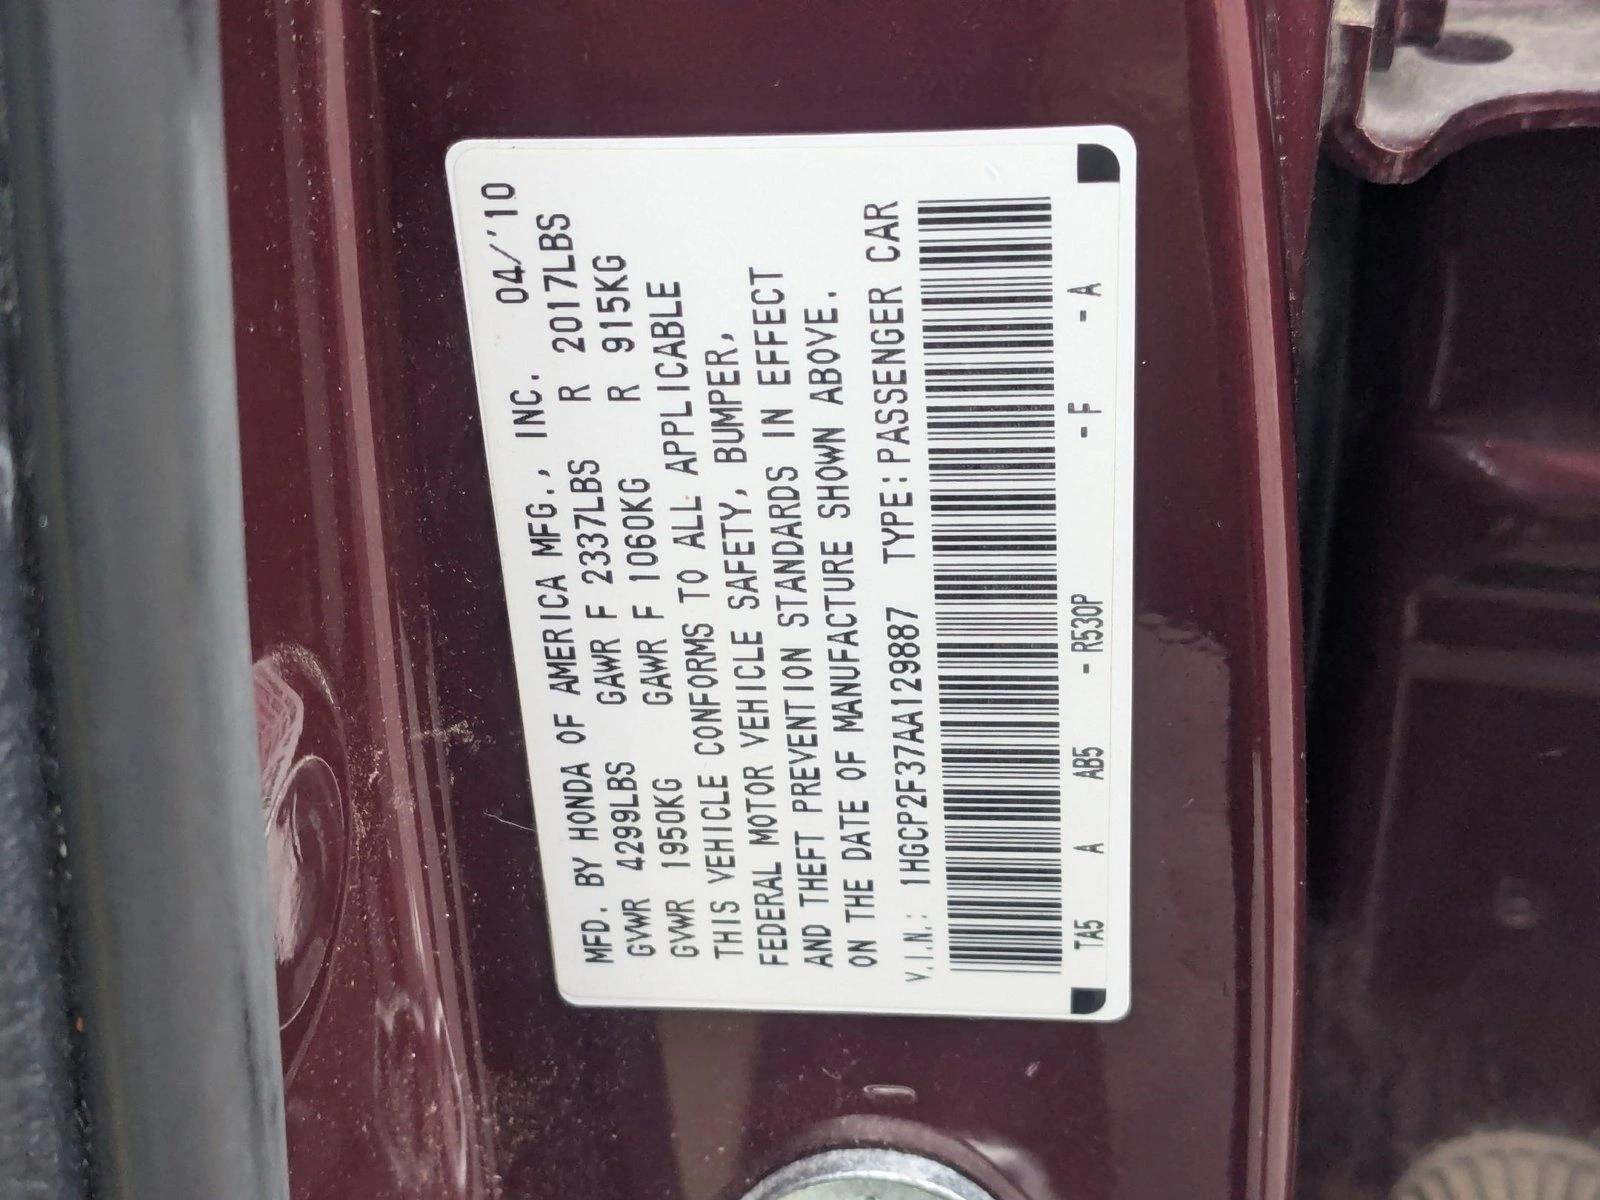 MFD. BY HONDA OF AMERICA MFG., INC. 04/'10
GVWR 4299LBS GAWR F 2337LBS R 2017LBS
GVWR 1950KG GAWR F 1060KG R 915KG
THIS VEHICLE CONFORMS TO ALL APPLICABLE
FEDERAL MOTOR VEHICLE SAFETY, BUMPER,
AND THEFT PREVENTION STANDARDS IN EFFECT
ON THE DATE OF MANUFACTURE SHOWN ABOVE.
V.I.N.: 1HGCP2F37AA129887 TYPE: PASSENGER CAR
TA5 A AB5 - R530P - F - A